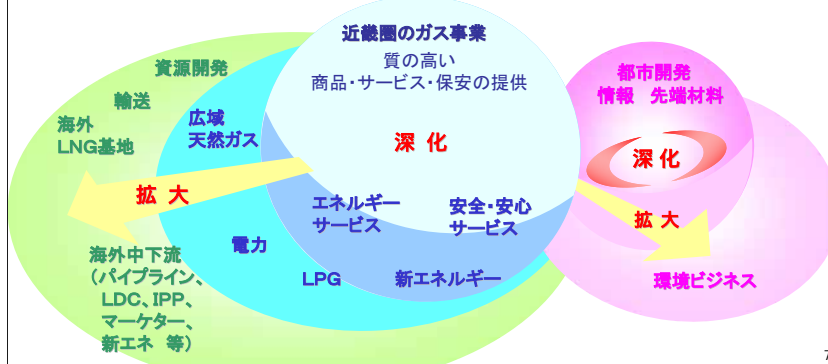 近畿圏のガス事業
質の高い
商品・サービス・保安の提供
深 化
資源開発
輸送
海外
LNG基地
広域
天然ガス
拡 大
エネルギー
サービス
安全・安心
サービス
電力
LPG
新エネルギー
海外中下流
（パイプライン、
LDC、IPP、
マーケター、
新エネ 等）
都市開発
情報 先端材料
深 化
拡 大
環境ビジネス
7